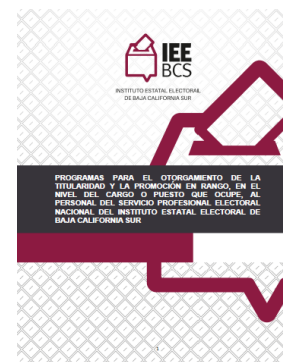 IEE
BCS
INSTITUTO ESTATAL ELECTORAL
DE BAJA CALIFORNIA SUR
PROGRAMAS PARA EL OTORGAMIENTO DE LA
TITULARIDAD Y LA PROMOCIÓN EN RANGO, EN EL
NIVEL DEL CARGO O PUESTO QUE OCUPE, AL
PERSONAL DEL SERVICIO PROFESIONAL ELECTORAL
NACIONAL DEL INSTITUTO ESTATAL ELECTORAL DE
BAJA CALIFORNIA SUR
1